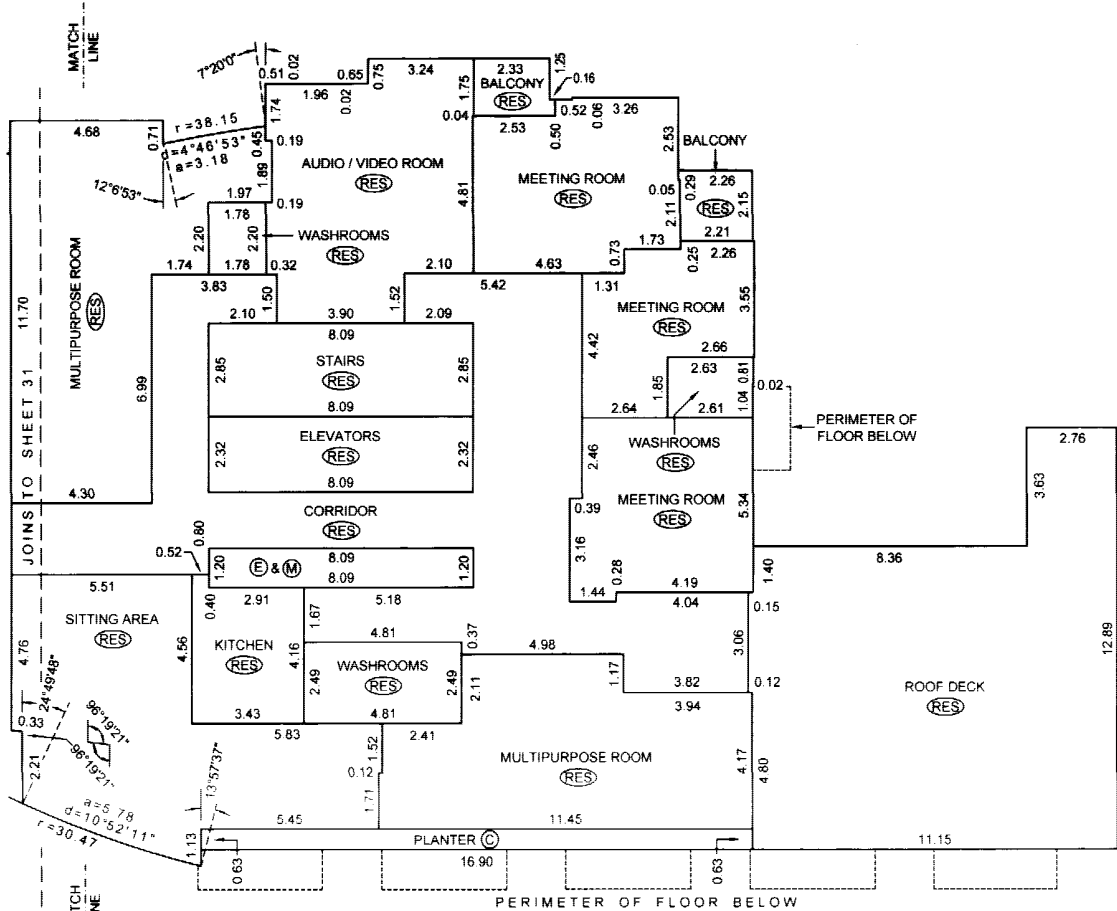 MATCH
LINE
7°20'0"
0.51
0.02
0.65
0.75
3.24
2.33
1.25
0.16
BALCONY
RES
1.75
1.96
0.02
1.74
0.04
2.53
0.50
0.52
0.06
3.26
4.68
0.71
r=38.15
d=4°46'53"
a=3.18
0.45
0.19
12°6'53"
1.89
AUDIO / VIDEO ROOM
RES
4.81
MEETING ROOM
RES
2.53
BALCONY
0.29
2.26
0.05
RES
2.15
2.11
2.21
1.97
0.19
1.78
2.20
2.20
WASHROOMS
RES
1.73
0.73
0.25
2.26
1.74
1.78
0.32
3.83
2.10
4.63
5.42
1.31
1.50
1.52
MULTIPURPOSE ROOM
RES
11.70
JOINS TO SHEET 31
6.99
4.30
2.10
3.90
2.09
8.09
STAIRS
RES
2.85
2.85
8.09
ELEVATORS
RES
2.32
2.32
8.09
MEETING ROOM
RES
3.55
4.42
2.66
2.63
0.81
1.85
1.04
0.02
2.64
2.61
PERIMETER OF
FLOOR BELOW
WASHROOMS
RES
2.46
MEETING ROOM
RES
5.34
0.39
3.16
0.28
1.44
4.19
4.04
1.40
0.15
2.76
3.63
8.36
CORRIDOR
RES
0.80
0.52
1.20
8.09
E & M
8.09
1.20
5.51
0.40
2.91
5.18
1.67
SITTING AREA
RES
4.76
4.56
KITCHEN
RES
4.16
4.81
0.37
4.98
WASHROOMS
RES
2.49
2.49
2.11
1.17
3.06
3.82
0.12
3.94
12.89
ROOF DECK
RES
24°49'48"
0.33
96°19'21"
96°19'21"
2.21
3.43
4.81
5.83
2.41
1.52
0.12
1.71
MULTIPURPOSE ROOM
RES
4.17
4.80
13°57'37"
a=5.78
d=10°52'11"
r=30.47
5.45
11.45
1.13
PLANTER C
0.63
16.90
0.63
11.15
PERIMETER OF FLOOR BELOW
TCH
NE